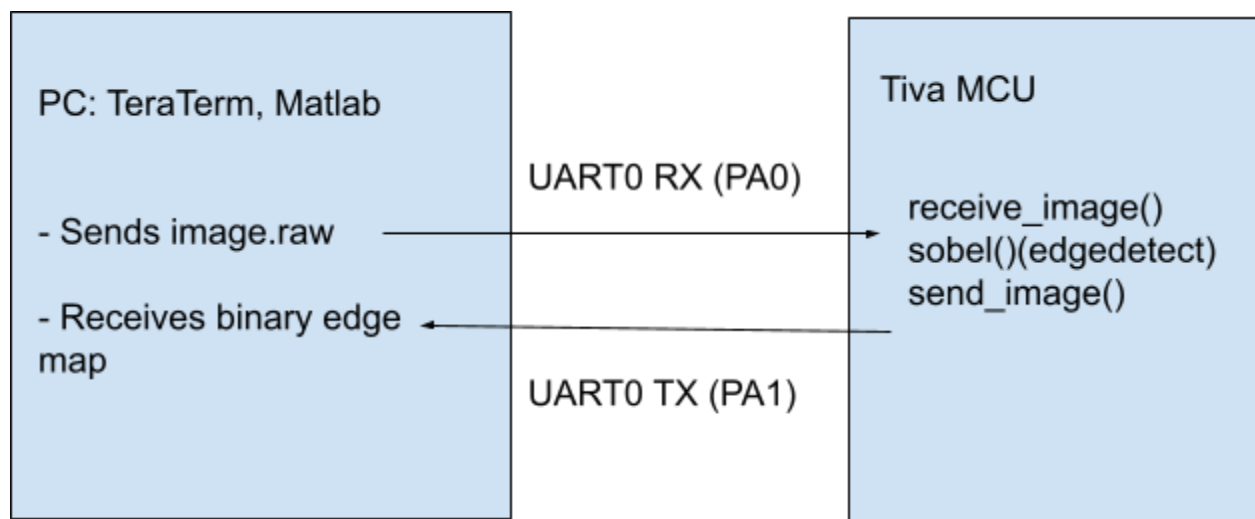 PC: TeraTerm, Matlab
- Sends image.raw
- Receives binary edge
map
UART0 RX (PA0)
UART0 TX (PA1)
Tiva MCU
receive_image()
sobel()(edgedetect)
send_image()